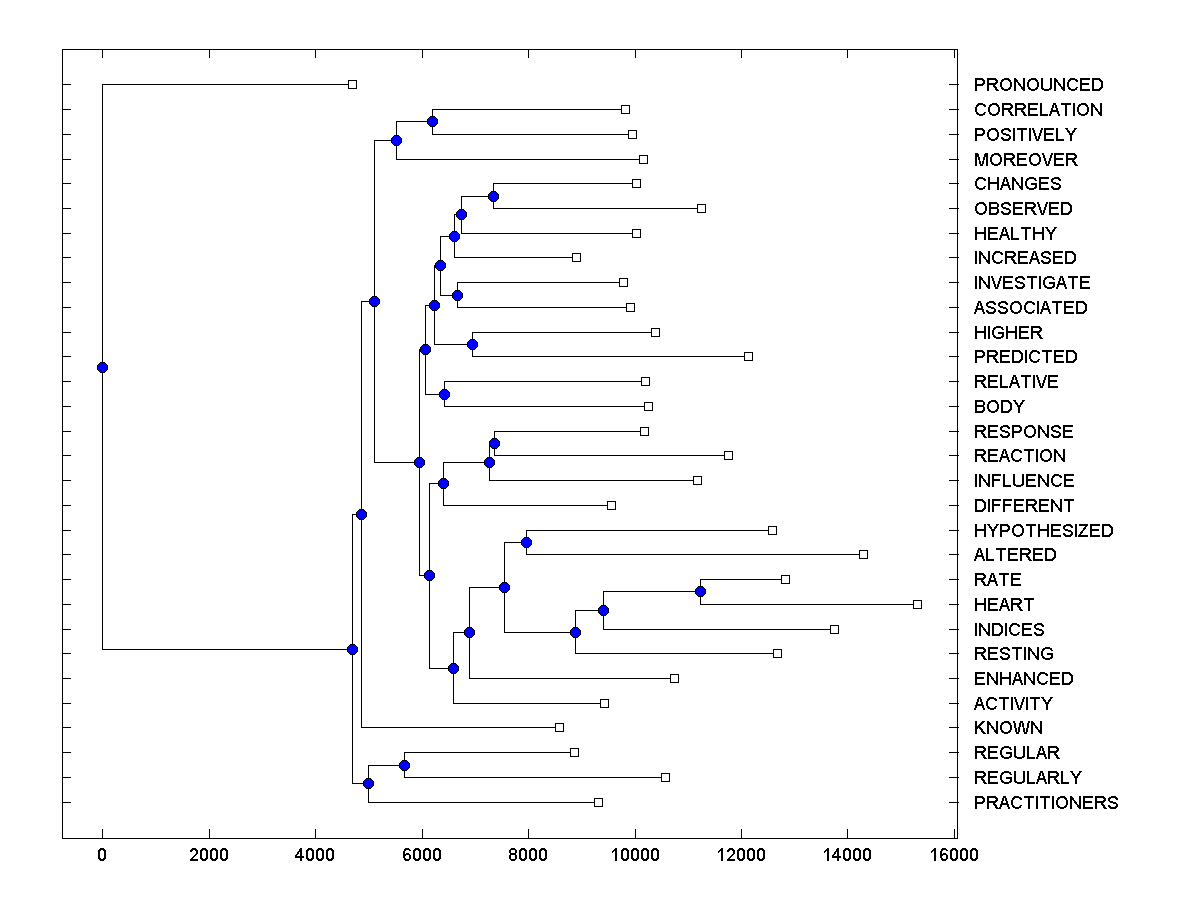 PRONOUNCED
CORRELATION
POSITIVELY
MOREOVER
CHANGES
OBSERVED
HEALTHY
INCREASED
INVESTIGATE
ASSOCIATED
HIGHER
PREDICTED
RELATIVE
BODY
RESPONSE
REACTION
INFLUENCE
DIFFERENT
HYPOTHESIZED
ALTERED
RATE
HEART
INDICES
RESTING
ENHANCED
ACTIVITY
KNOWN
REGULAR
REGULARLY
PRACTITIONERS
0 2000 4000 6000 8000 10000 12000 14000 16000